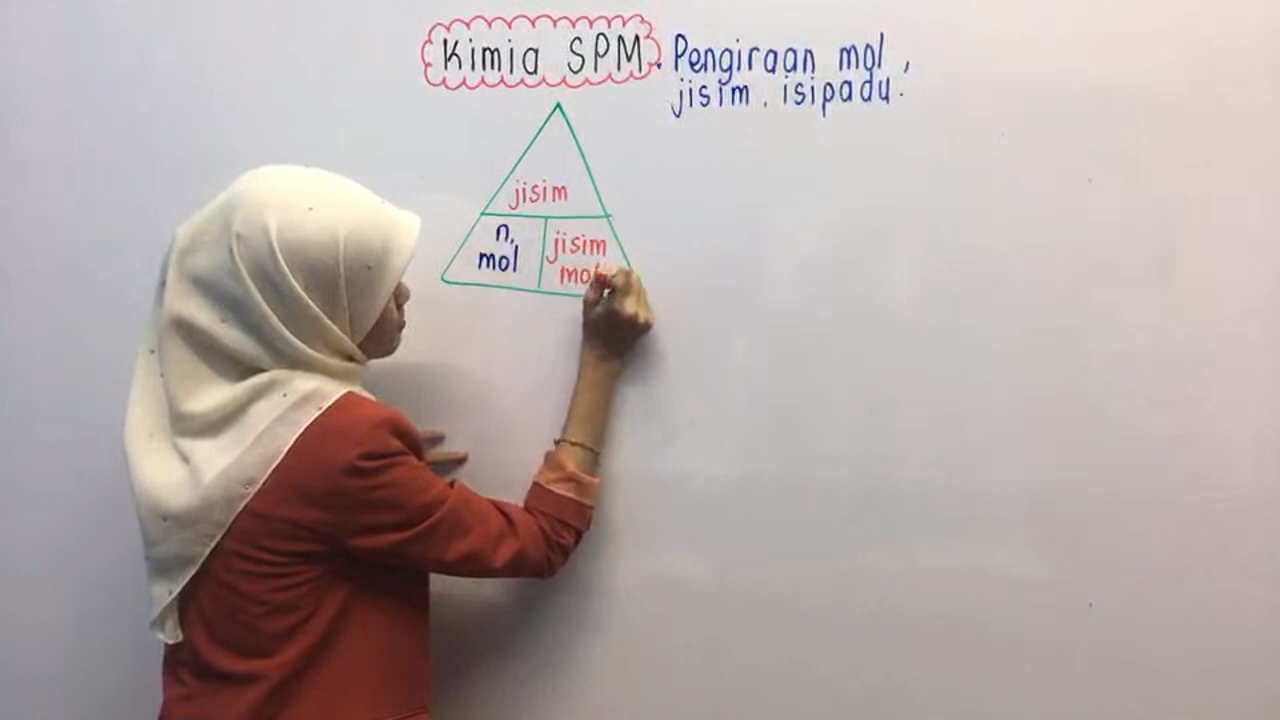 Kimia SPM. Pengiraan mol,
jisim, isipadu.
jisim
n,
mol
jisim